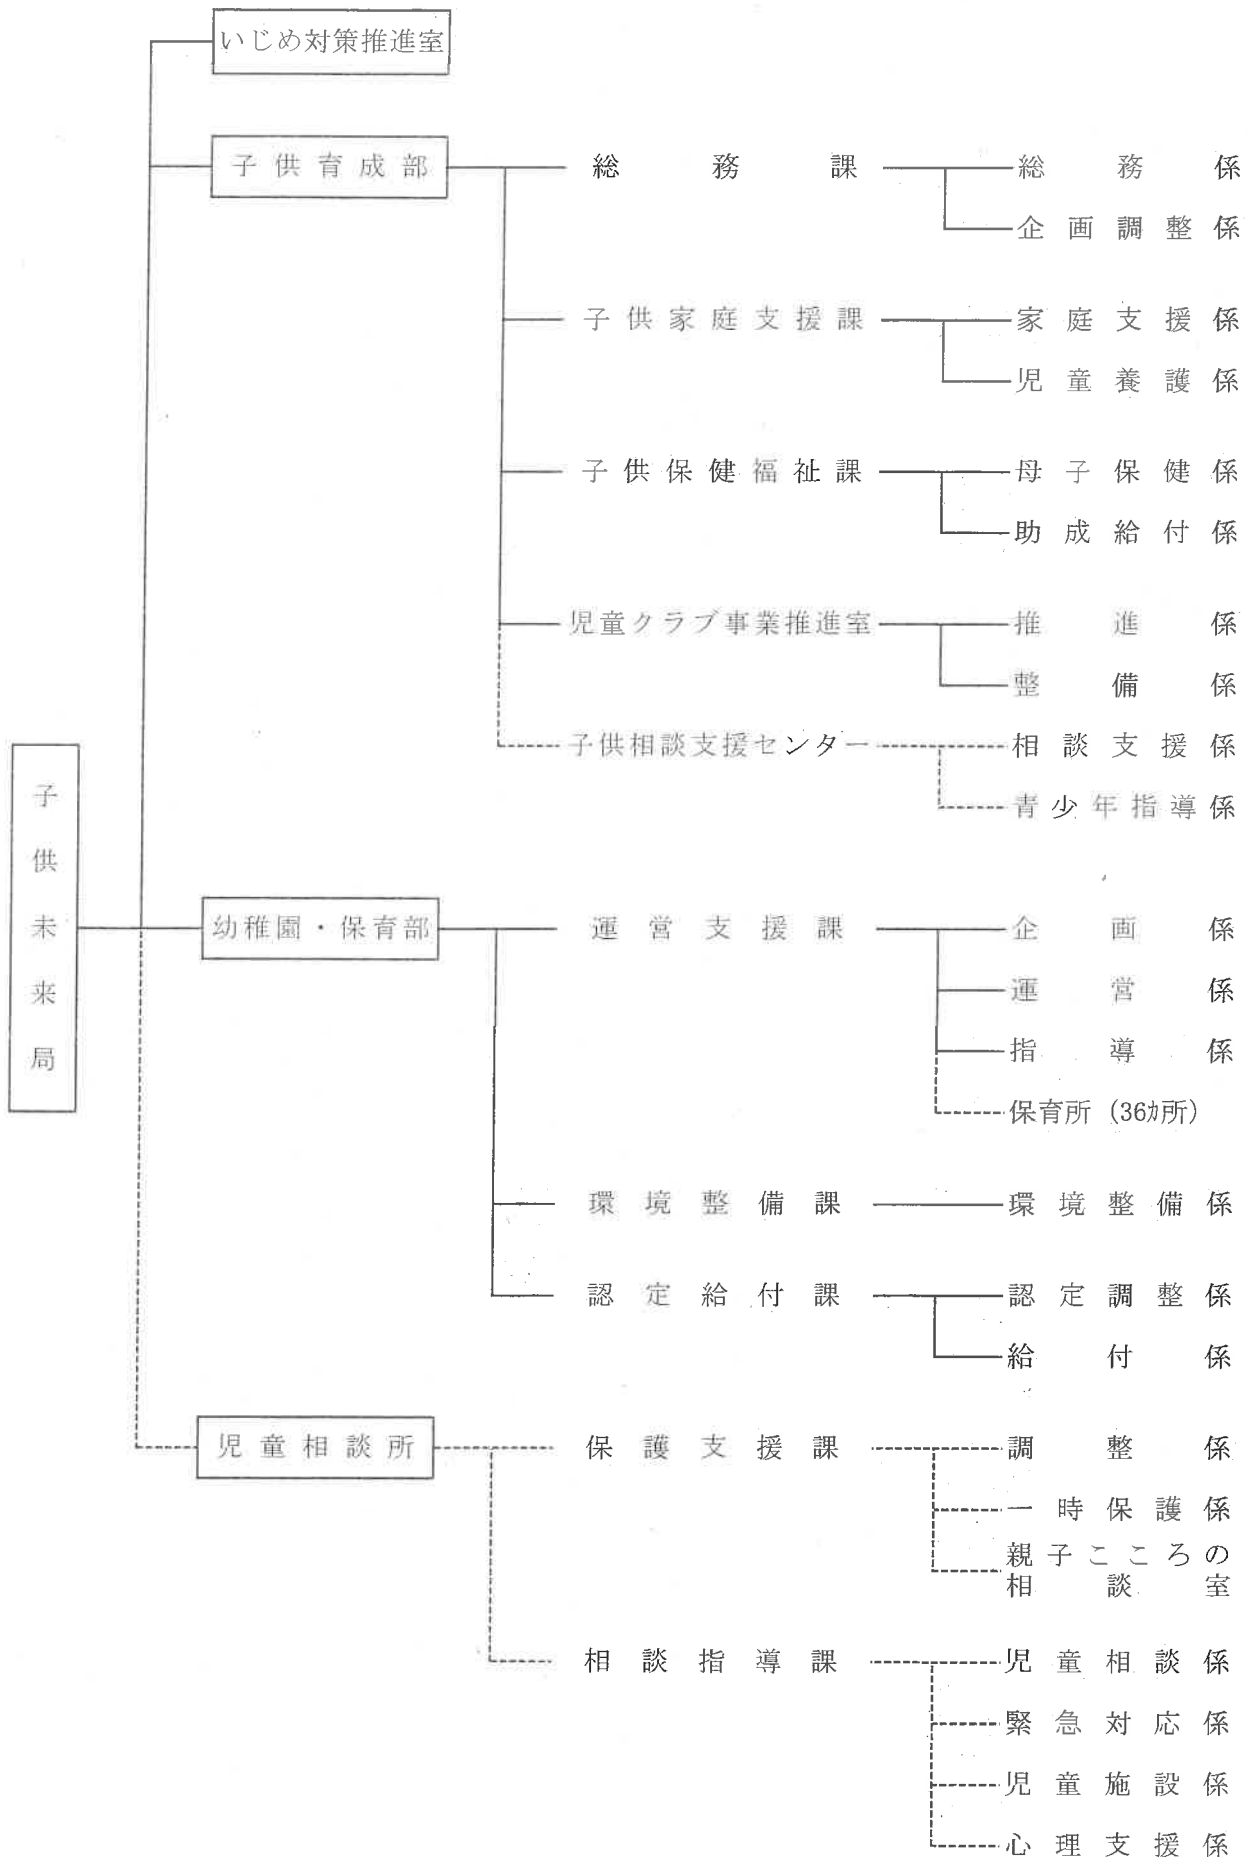 いじめ対策推進室
子供育成部 総務課 総務係
企画調整係
子供家庭支援課 家庭支援係
児童養護係
子供保健福祉課 母子保健係
助成給付係
児童クラブ事業推進室 推進係
整備係
子供相談支援センター 相談支援係
青少年指導係
子供未来局
幼稚園・保育部 運営支援課 企画係
運営係
指導係
保育所 (36ｶ所)
環境整備課 環境整備係
認定給付課 認定調整係
給付係
児童相談所 保護支援課 調整係
一時保護係
親子こころの
相談室
相談指導課 児童相談係
緊急対応係
児童施設係
心理支援係